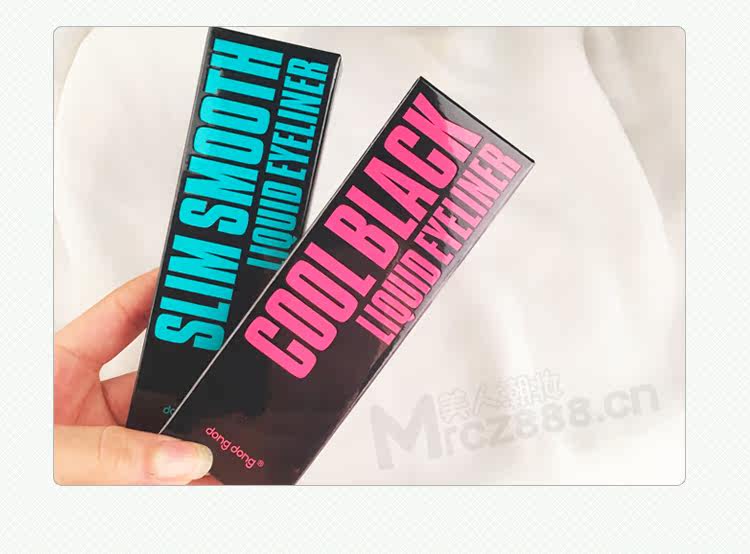 SLIM SMOOTH
LIQUID EYELINER
COOL BLACK
LIQUID EYELINER
dong dong®
美人潮妆
Mrcz888.cn